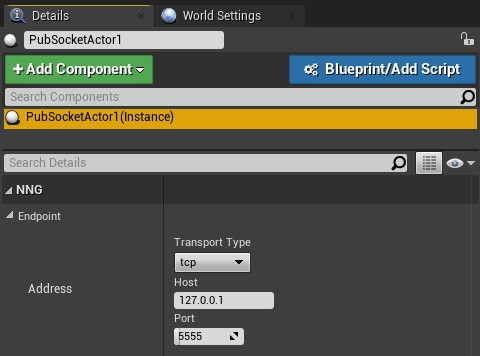 Details
World Settings
PubSocketActor1
+Add Component
Blueprint/Add Script
Search Components
PubSocketActor1(Instance)
Search Details
NNG
Endpoint
Transport Type
tcp
Address
Host
127.0.0.1
Port
5555